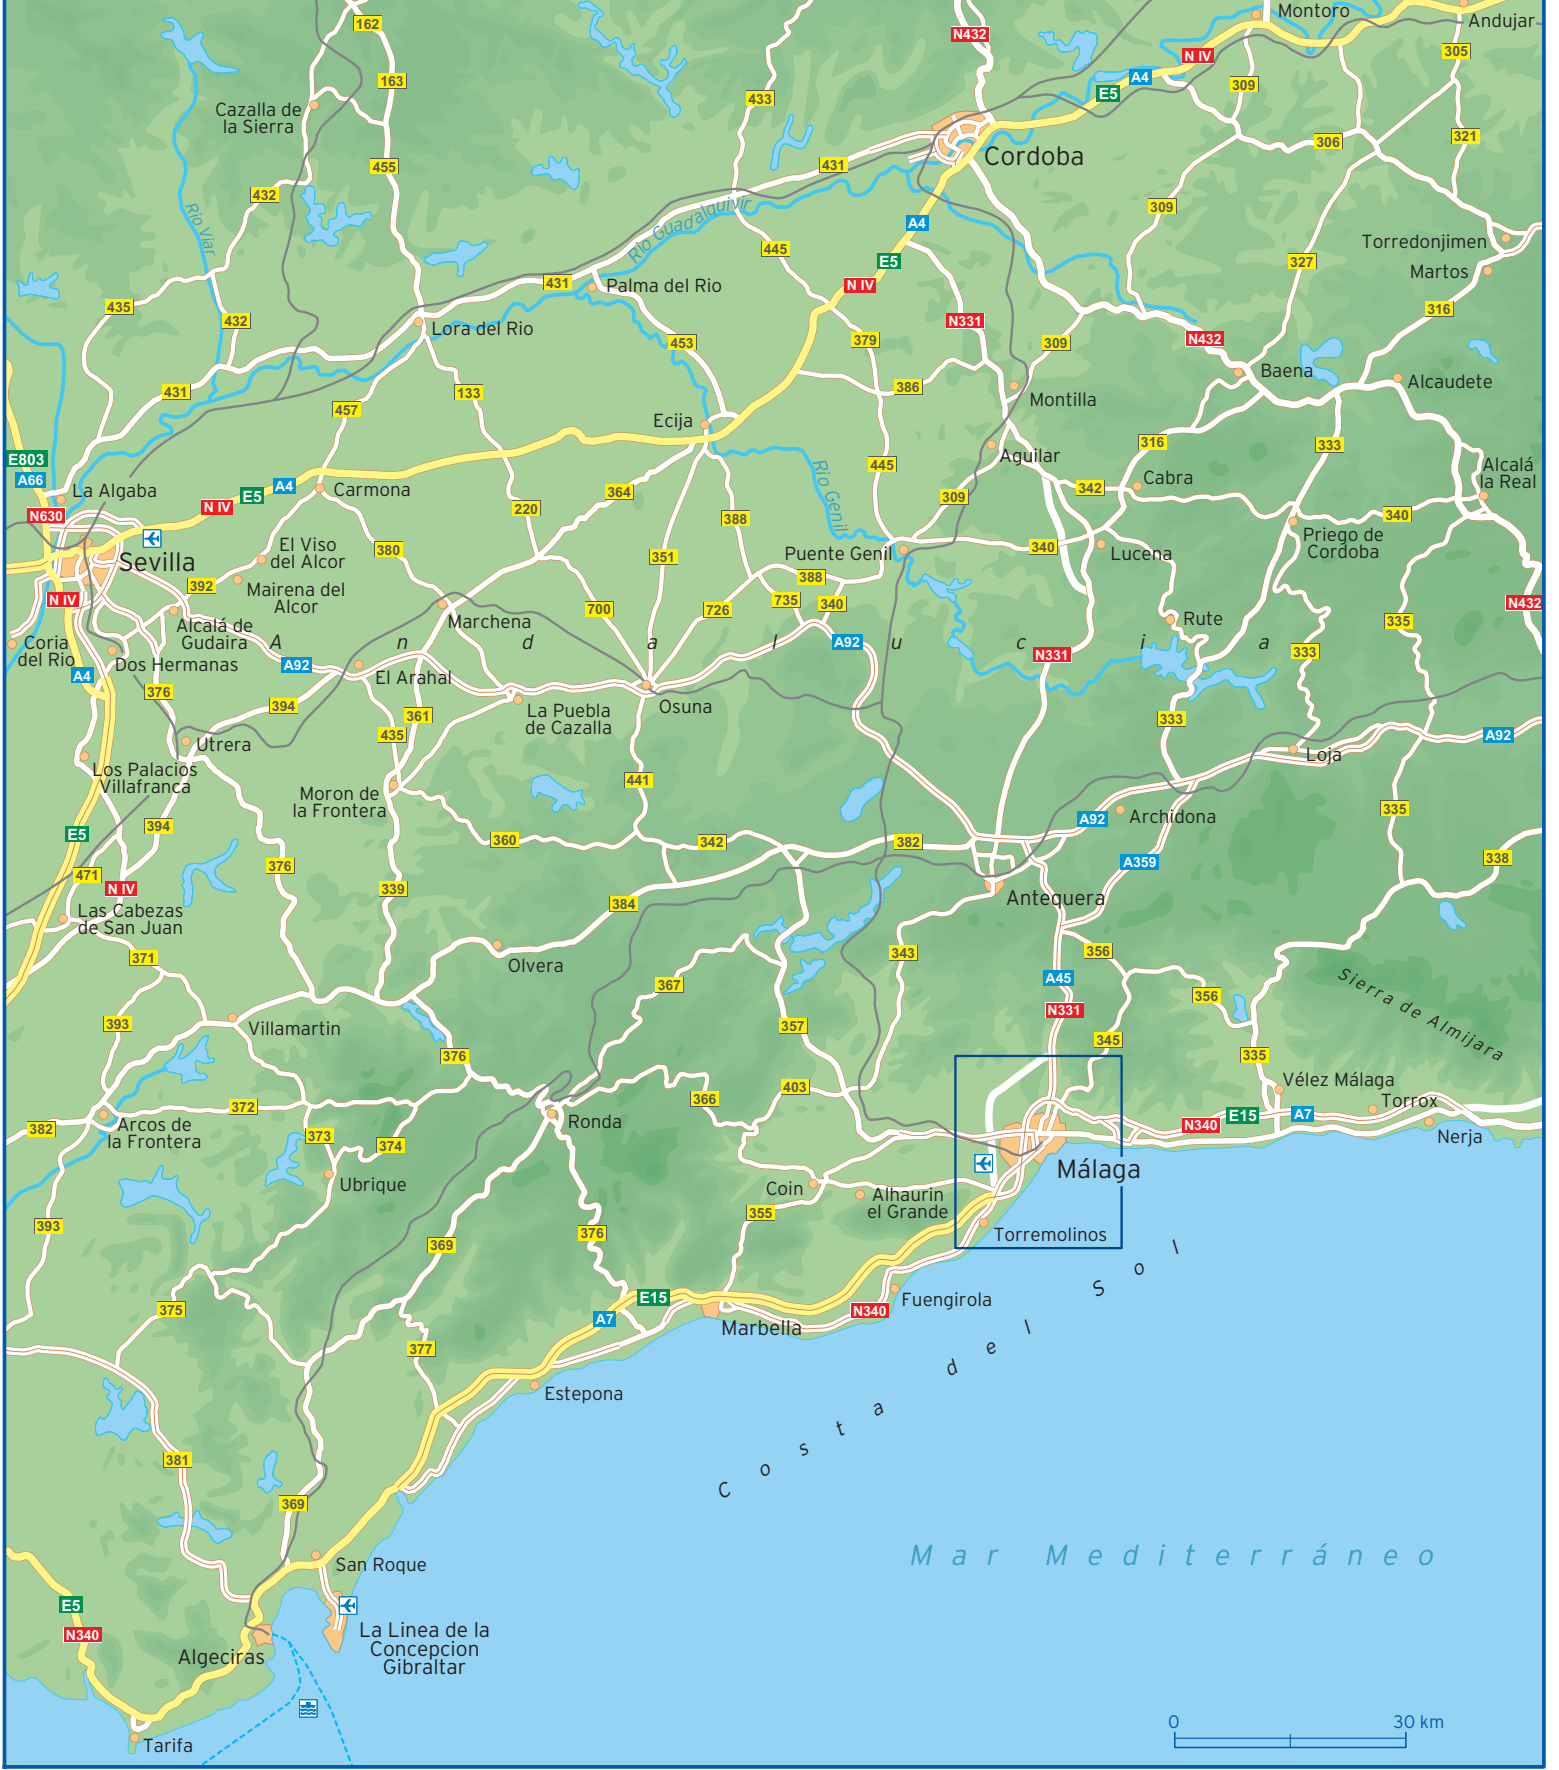 162
N432
Montoro
Andujar
305
N IV
A4
163
309
E5
433
Cazalla de
la Sierra
321
306
Cordoba
455
431
432
Rio Viar
309
Rio Guadalquivir
A4
Torredonjimen
445
E5
327
Martos
N IV
431
Palma del Rio
435
316
432
Lora del Rio
N331
453
379
309
N432
Baena
Alcaudete
431
133
386
Montilla
457
Ecija
316
333
E803
A66
Aguilar
445
Rio Genil
Alcalá
la Real
La Algaba
N IV
E5
A4
Carmona
364
309
342
Cabra
N630
220
388
340
Priego de
Cordoba
Sevilla
El Viso
del Alcor
380
351
Puente Genil
340
Lucena
392
Mairena del
Alcor
388
N IV
700
726
735
340
N432
Alcalá de
Gudaira
Marchena
Rute
335
Coria
del Rio
A n d a l u c i a
A92
N331
333
Dos Hermanas
A92
A4
El Arahal
376
394
361
La Puebla
de Cazalla
Osuna
333
435
A92
Utrera
Loja
Los Palacios
Villafranca
441
Moron de
la Frontera
335
A92
Archidona
394
E5
360
342
382
376
A359
338
471
N IV
339
384
Antequera
Las Cabezas
de San Juan
371
Olvera
343
356
367
A45
356
Sierra de Almijara
393
Villamartin
357
N331
345
376
335
Vélez Málaga
403
366
Torrox
372
Arcos de
la Frontera
382
Ronda
N340
E15
A7
Nerja
373
374
Málaga
Ubrique
Coin
Alhaurin
el Grande
355
393
376
369
Torremolinos
375
E15
A7
Fuengirola
N340
Marbella
377
Estepona
Costa del Sol
381
369
Mar Mediterráneo
San Roque
E5
N340
La Linea de la
Concepcion
Gibraltar
Algeciras
Tarifa
0 30 km